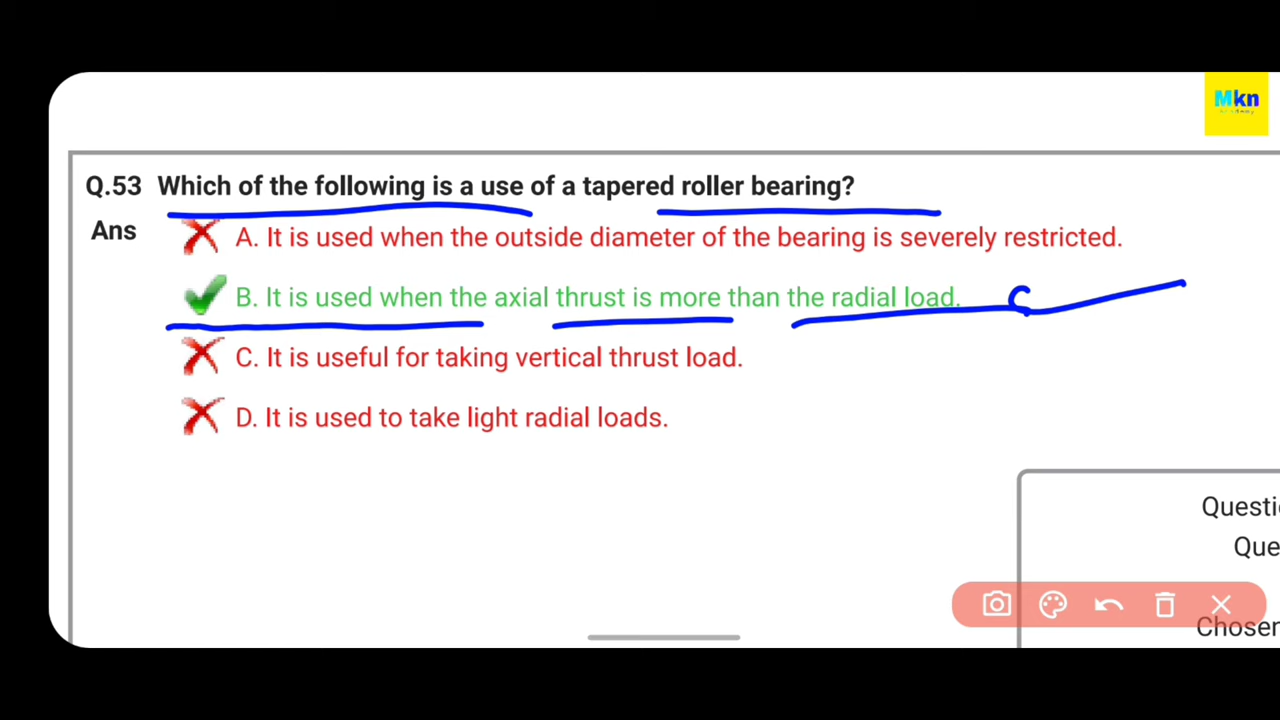 Mkn
Q.53 Which of the following is a use of a tapered roller bearing?
Ans
A. It is used when the outside diameter of the bearing is severely restricted.
B. It is used when the axial thrust is more than the radial load.
C. It is useful for taking vertical thrust load.
D. It is used to take light radial loads.
Questi
Que
Chosen